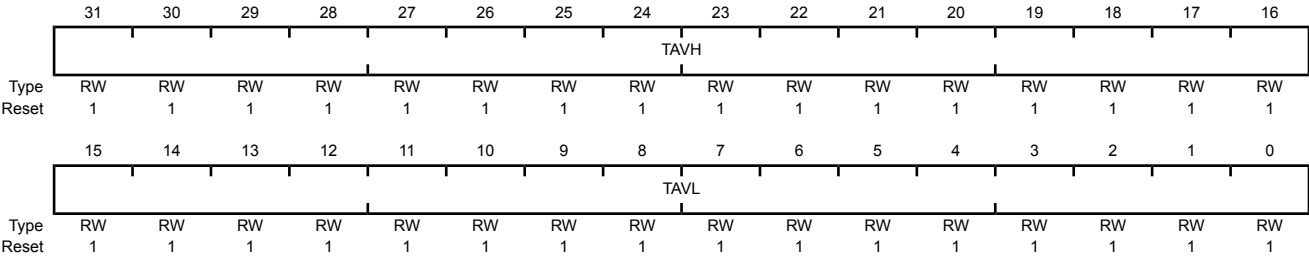 31 30 29 28 27 26 25 24 23 22 21 20 19 18 17 16
TAVH
Type RW RW RW RW RW RW RW RW RW RW RW RW RW RW RW RW
Reset 1 1 1 1 1 1 1 1 1 1 1 1 1 1 1 1
15 14 13 12 11 10 9 8 7 6 5 4 3 2 1 0
TAVL
Type RW RW RW RW RW RW RW RW RW RW RW RW RW RW RW RW
Reset 1 1 1 1 1 1 1 1 1 1 1 1 1 1 1 1